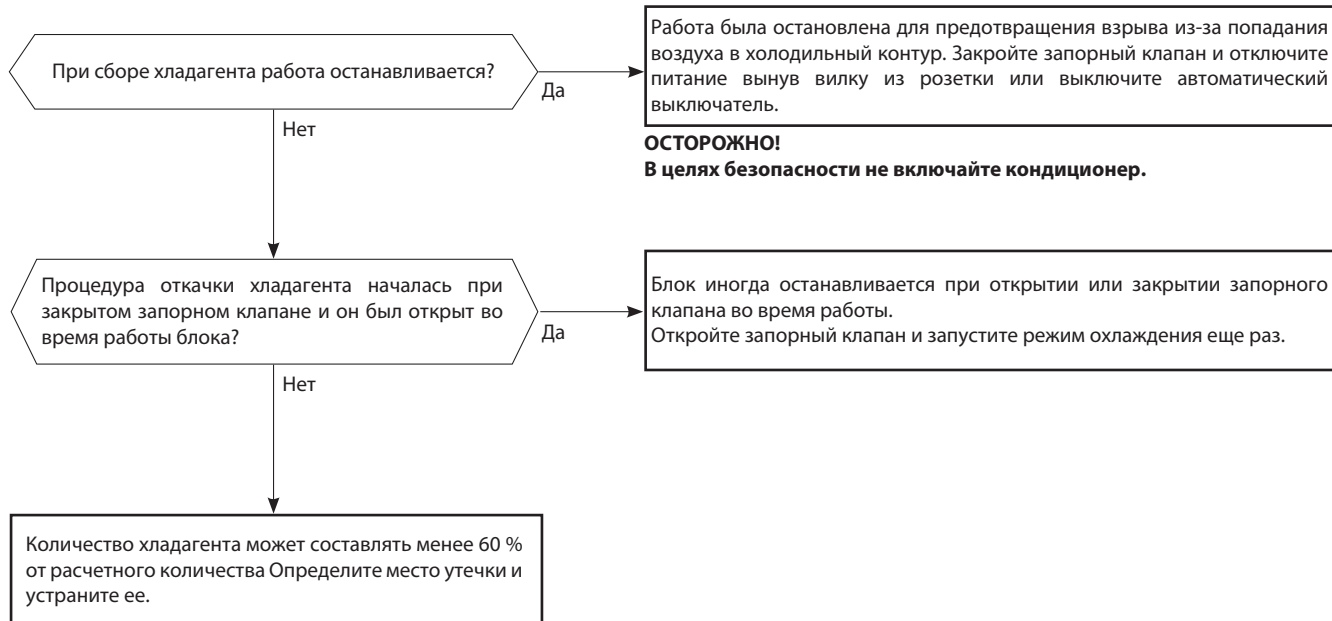 При сборе хладагента работа останавливается?
Да
Работа была остановлена для предотвращения взрыва из-за попадания
воздуха в холодильный контур. Закройте запорный клапан и отключите
питание вынув вилку из розетки или выключите автоматический
выключатель.
ОСТОРОЖНО!
В целях безопасности не включайте кондиционер.
Нет
Процедура откачки хладагента началась при
закрытом запорном клапане и он был открыт во
время работы блока?
Да
Блок иногда останавливается при открытии или закрытии запорного
клапана во время работы.
Откройте запорный клапан и запустите режим охлаждения еще раз.
Нет
Количество хладагента может составлять менее 60 %
от расчетного количества Определите место утечки и
устраните ее.